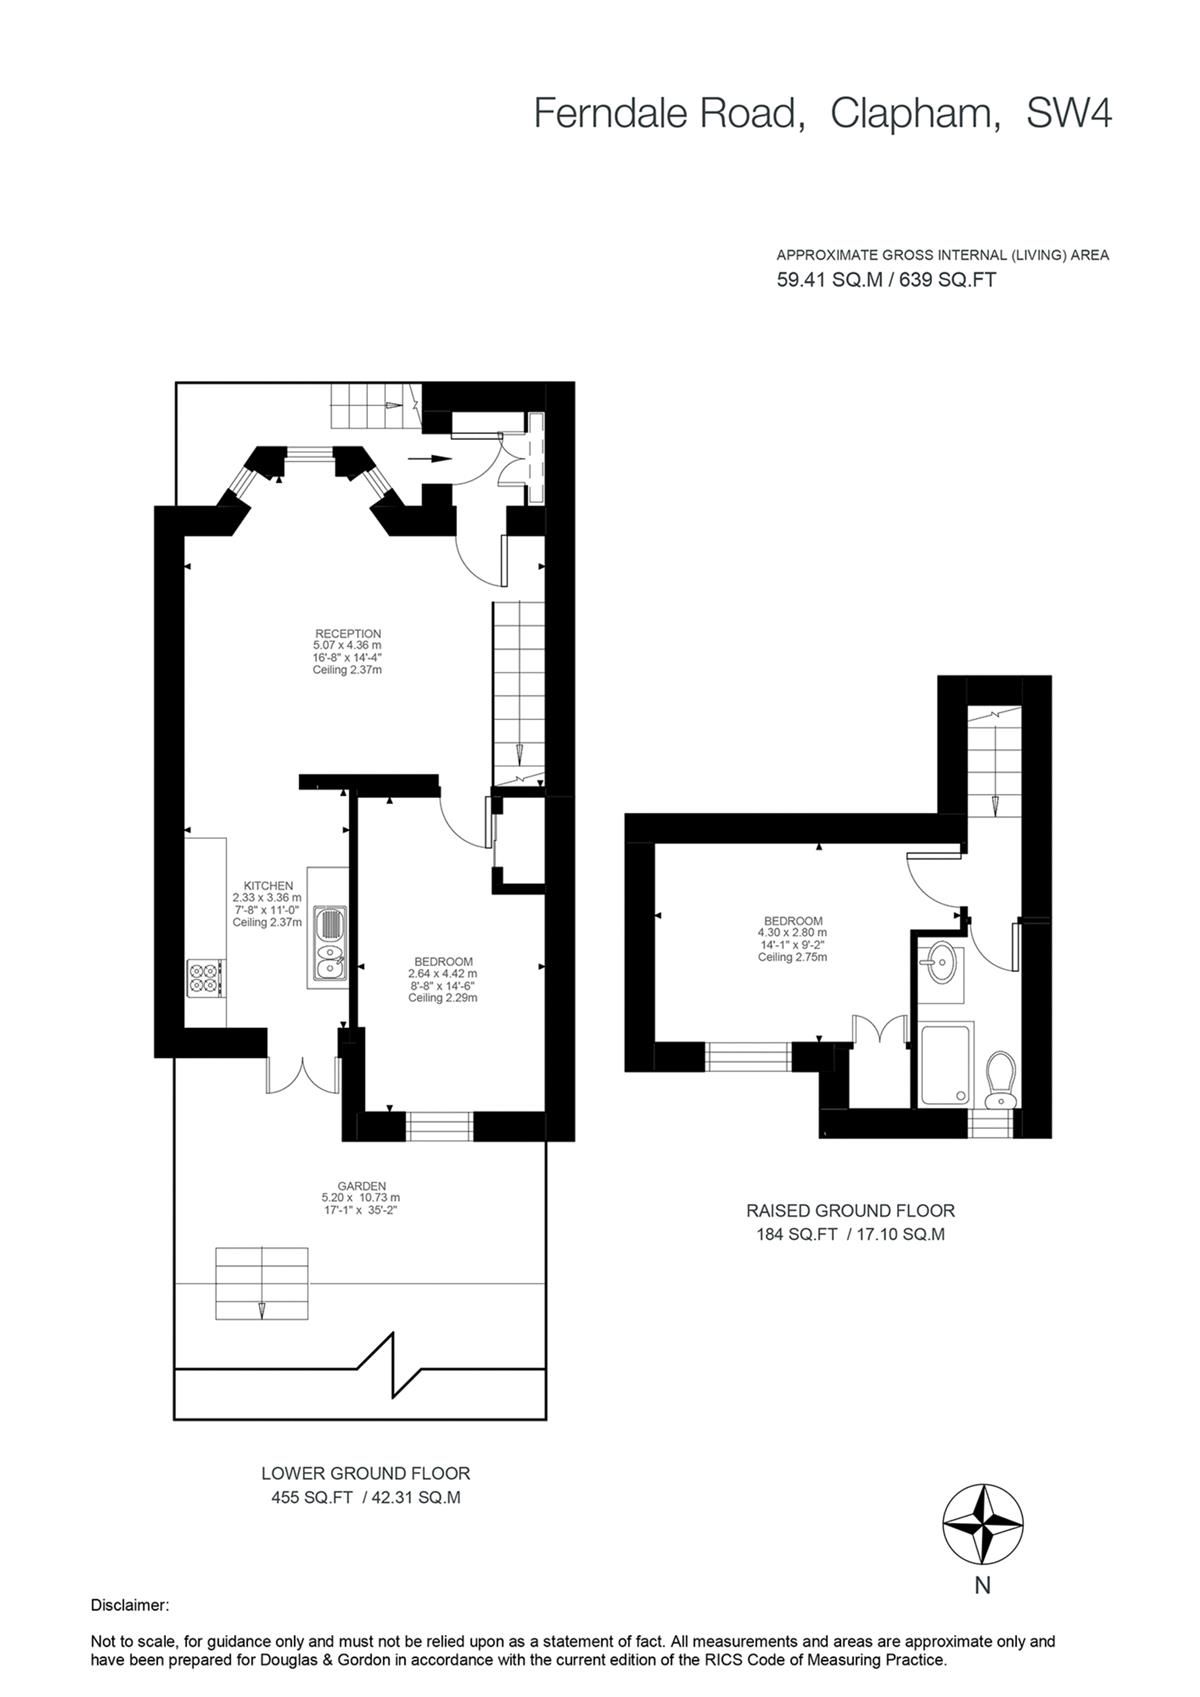 Ferndale Road, Clapham, SW4
APPROXIMATE GROSS INTERNAL (LIVING) AREA
59.41 SQ.M / 639 SQ.FT
RECEPTION
5.07 x 4.36 m
16'-8" x 14'-4"
Ceiling 2.37m
KITCHEN
2.33 x 3.36 m
7'-8" x 11'-0"
Ceiling 2.37m
BEDROOM
2.64 x 4.42 m
8'-8" x 14'-6"
Ceiling 2.29m
GARDEN
5.20 x 10.73 m
17'-1" x 35'-2"
LOWER GROUND FLOOR
455 SQ.FT / 42.31 SQ.M
BEDROOM
4.30 x 2.80 m
14'-1" x 9'-2"
Ceiling 2.75m
RAISED GROUND FLOOR
184 SQ.FT / 17.10 SQ.M
N
Disclaimer:
Not to scale, for guidance only and must not be relied upon as a statement of fact. All measurements and areas are approximate only and
have been prepared for Douglas & Gordon in accordance with the current edition of the RICS Code of Measuring Practice.